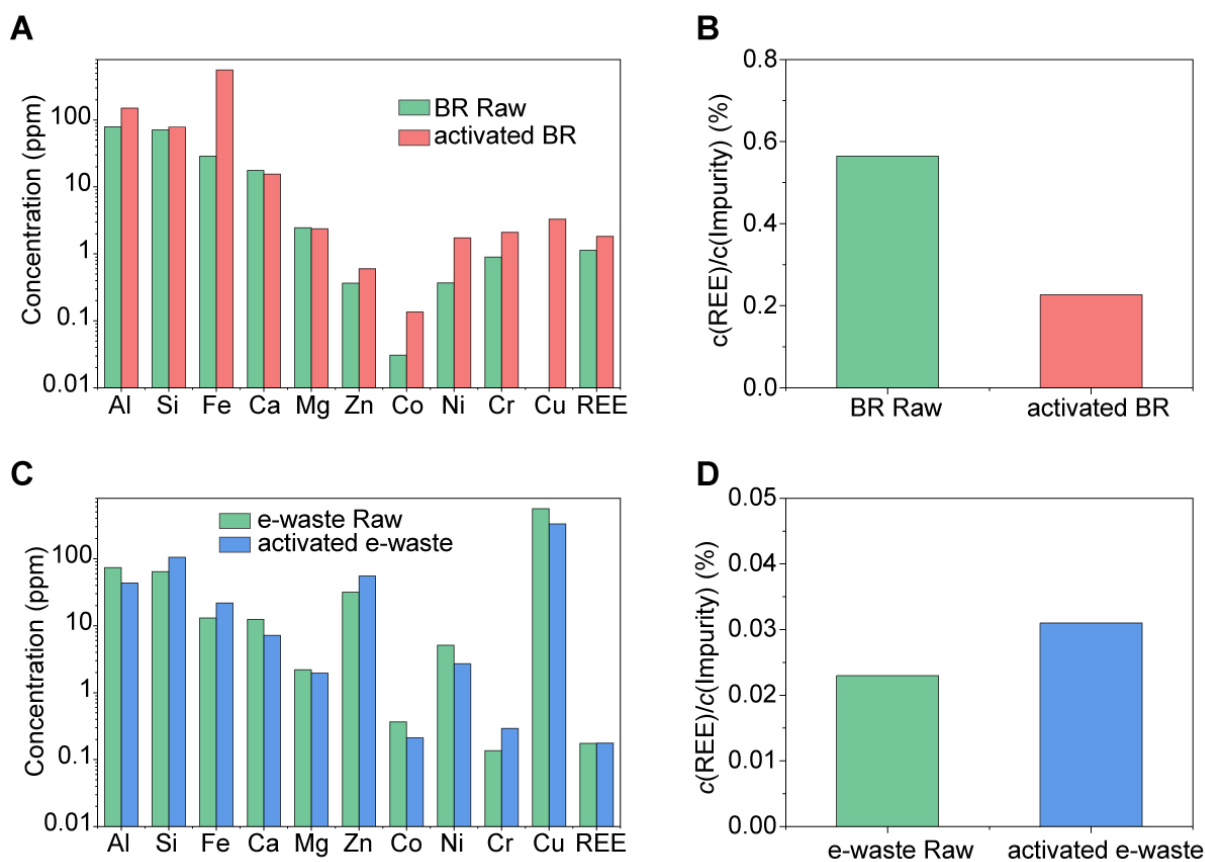 A
Concentration (ppm)
100
10
1
0.1
0.01
BR Raw
activated BR
Al Si Fe Ca Mg Zn Co Ni Cr Cu REE
B
c(REE)/c(Impurity) (%)
0.8
0.6
0.4
0.2
0.0
BR Raw activated BR
C
Concentration (ppm)
100
10
1
0.1
0.01
e-waste Raw
activated e-waste
Al Si Fe Ca Mg Zn Co Ni Cr Cu REE
D
c(REE)/c(Impurity) (%)
0.05
0.04
0.03
0.02
0.01
0.00
e-waste Raw activated e-waste